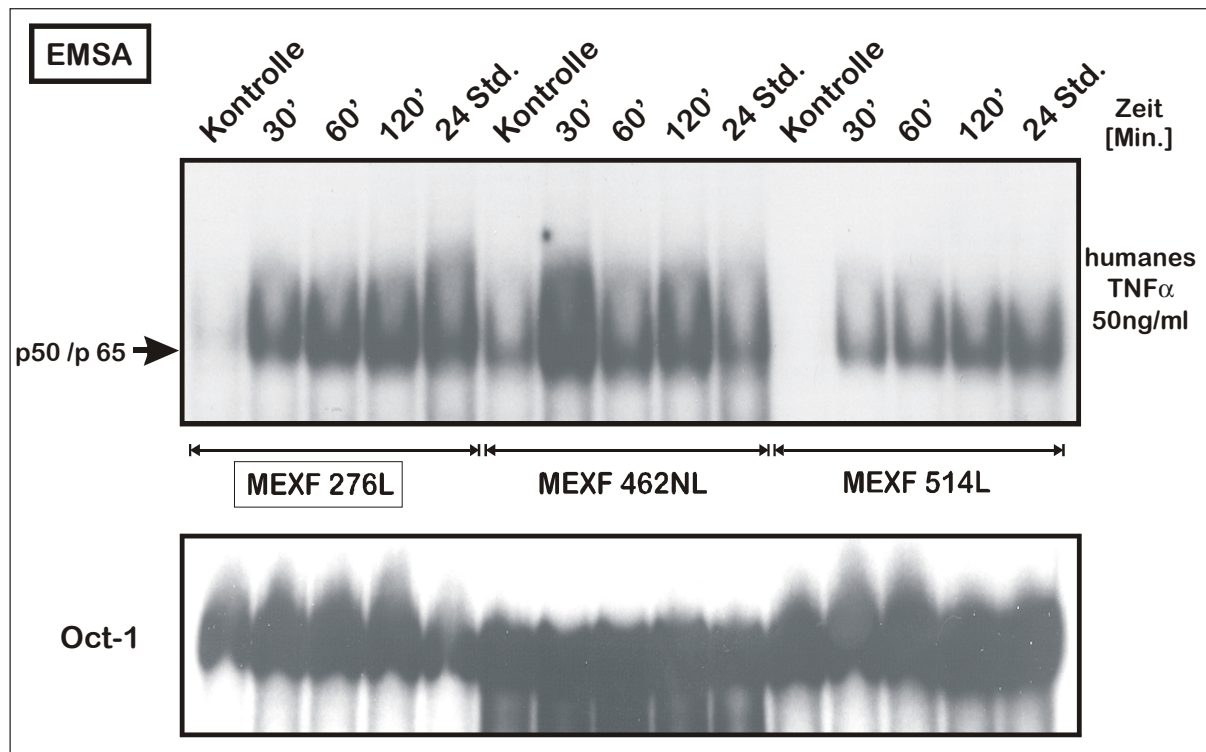 EMSA
Kontrolle 30' 60' 120' 24 Std. Kontrolle 30' 60' 120' 24 Std. Kontrolle 30' 60' 120' 24 Std.
Zeit
[Min.]
humanes
TNFα
50ng/ml
p50 /p 65
MEXF 276L MEXF 462NL MEXF 514L
Oct-1